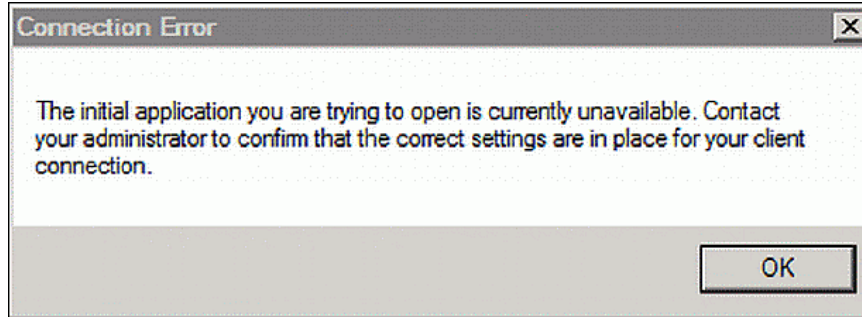 Connection Error
The initial application you are trying to open is currently unavailable. Contact
your administrator to confirm that the correct settings are in place for your client
connection.
OK